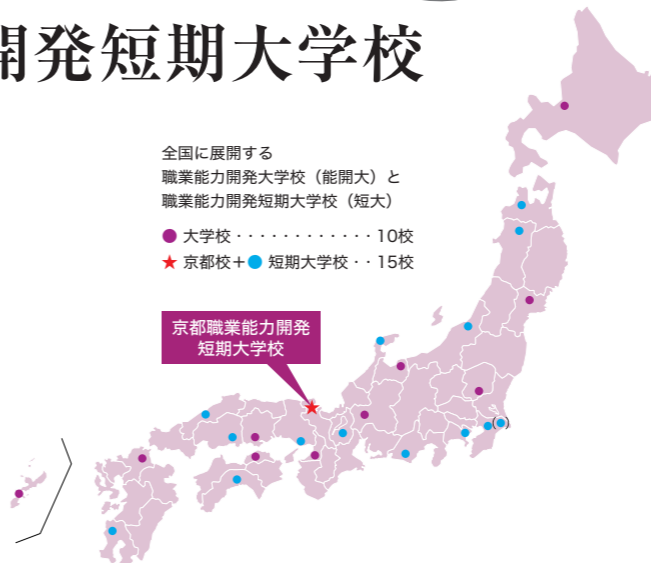 開発短期大学校
全国に展開する
職業能力開発大学校（能開大）と
職業能力開発短期大学校（短大）
● 大学校・・・・・・・・・・・・10校
★ 京都校＋● 短期大学校・・15校
京都職業能力開発
短期大学校
( )